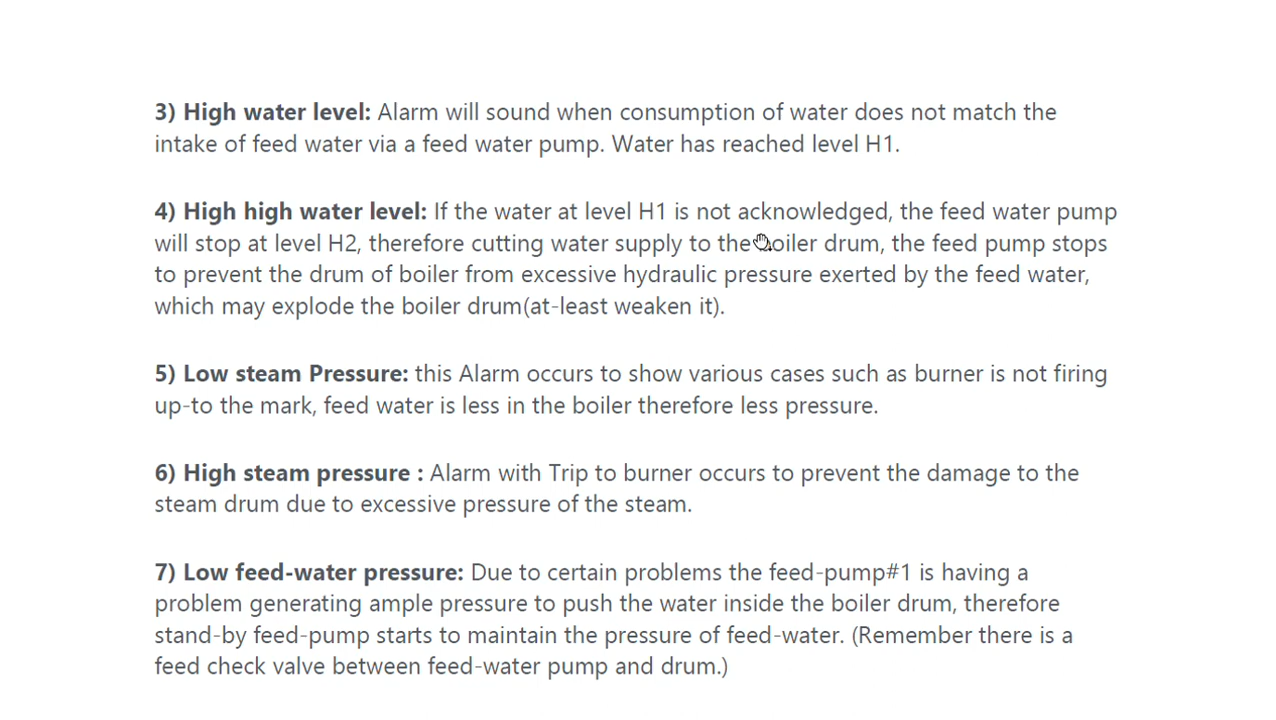 3) High water level: Alarm will sound when consumption of water does not match the
intake of feed water via a feed water pump. Water has reached level H1.
4) High high water level: If the water at level H1 is not acknowledged, the feed water pump
will stop at level H2, therefore cutting water supply to the boiler drum, the feed pump stops
to prevent the drum of boiler from excessive hydraulic pressure exerted by the feed water,
which may explode the boiler drum(at-least weaken it).
5) Low steam Pressure: this Alarm occurs to show various cases such as burner is not firing
up-to the mark, feed water is less in the boiler therefore less pressure.
6) High steam pressure : Alarm with Trip to burner occurs to prevent the damage to the
steam drum due to excessive pressure of the steam.
7) Low feed-water pressure: Due to certain problems the feed-pump#1 is having a
problem generating ample pressure to push the water inside the boiler drum, therefore
stand-by feed-pump starts to maintain the pressure of feed-water. (Remember there is a
feed check valve between feed-water pump and drum.)